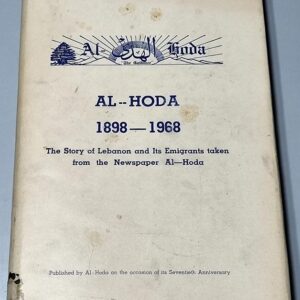 Al- الهدى Hoda
AL--HODA
1898—1968
The Story of Lebanon and Its Emigrants taken
from the Newspaper Al—Hoda
Published by Al-Hoda on the occasion of its Seventieth Anniversary